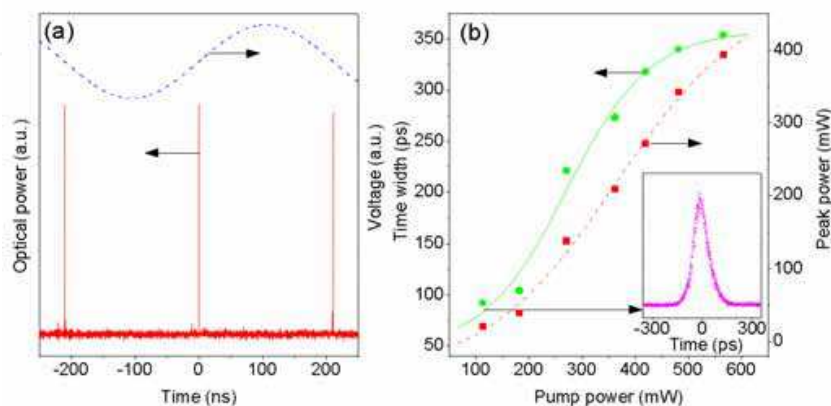 (a)
Optical power (a.u.)
Voltage (a.u.)
-200 -100 0 100 200
Time (ns)
(b)
Time width (ps)
350
300
250
200
150
100
50
Peak power (mW)
400
300
200
100
0
100 200 300 400 500 600
Pump power (mW)
-300 0 300
Time (ps)